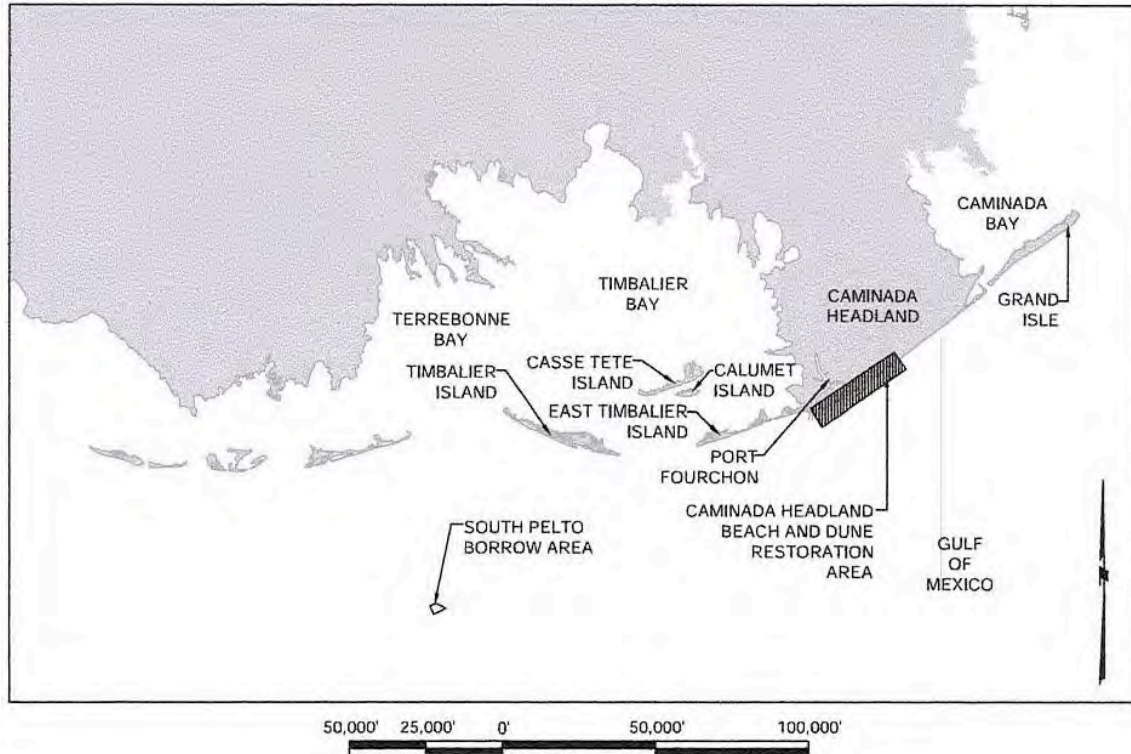 CAMINADA
BAY
GRAND
ISLE
TIMBALIER
BAY
CAMINADA
HEADLAND
TERREBONNE
BAY
TIMBALIER
ISLAND
CASSE TETE
ISLAND
CALUMET
ISLAND
EAST TIMBALIER
ISLAND
PORT
FOURCHON
CAMINADA HEADLAND
BEACH AND DUNE
RESTORATION
AREA
SOUTH PELTO
BORROW AREA
GULF
OF
MEXICO
50,000' 25,000' 0' 50,000' 100,000'